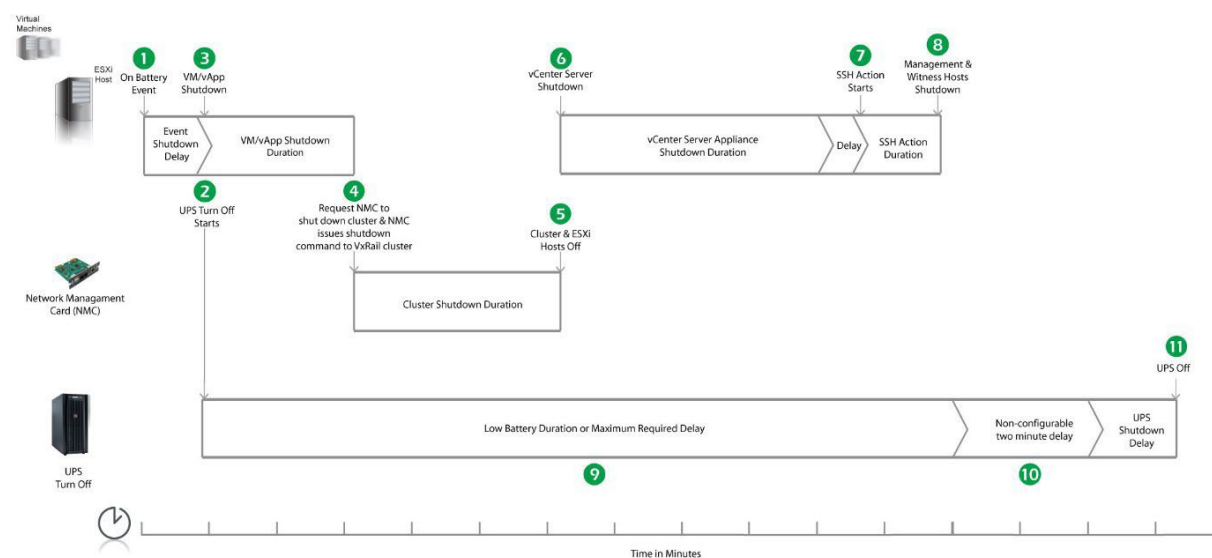 Virtual
Machines
ESXi
Host
1
On Battery
Event
3
VM/vApp
Shutdown
6
vCenter Server
Shutdown
7
SSH Action
Starts
8
Management &
Witness Hosts
Shutdown
Event
Shutdown
Delay
VM/vApp Shutdown
Duration
vCenter Server Appliance
Shutdown Duration
Delay
SSH Action
Duration
2
UPS Turn Off
Starts
4
Request NMC to
shut down cluster & NMC
issues shutdown
command to VxRail cluster
5
Cluster & ESXi
Hosts Off
Network Managament
Card (NMC)
Cluster Shutdown Duration
11
UPS Off
Low Battery Duration or Maximum Required Delay
Non-configurable
two minute delay
UPS
Shutdown
Delay
9
10
UPS
Turn Off
Time in Minutes